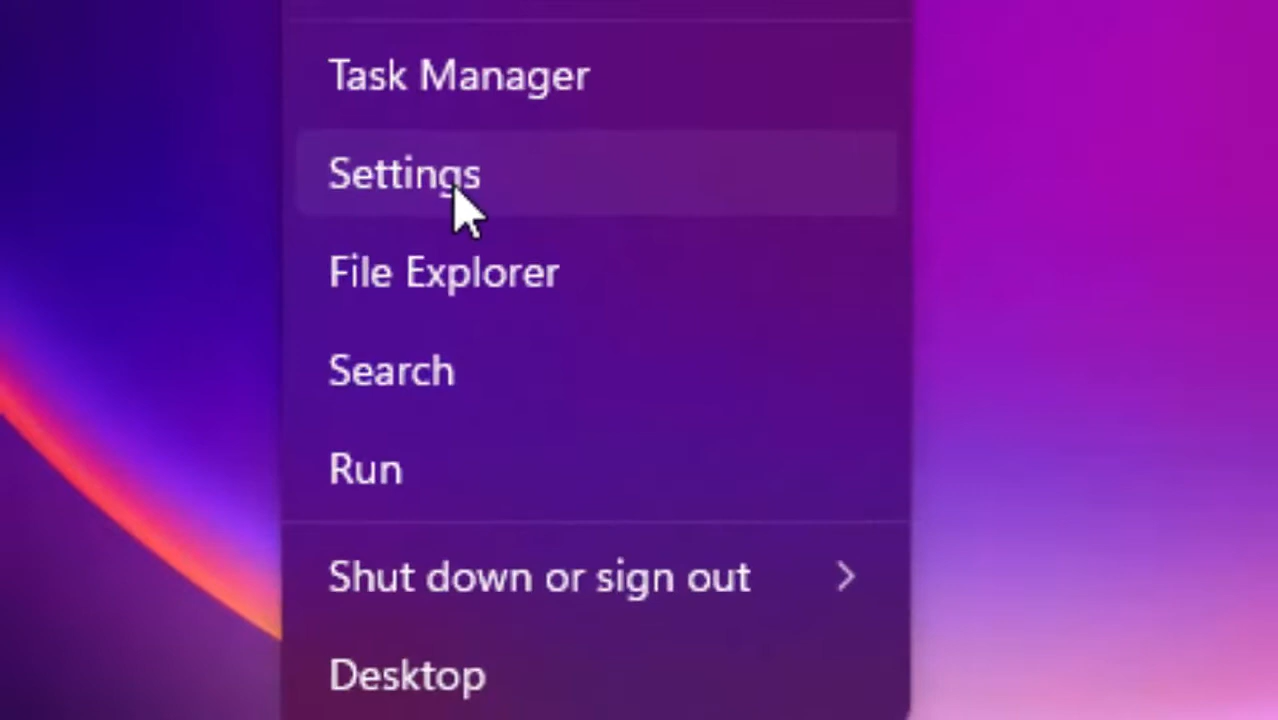 Task Manager
Settings
File Explorer
Search
Run
Shut down or sign out
Desktop